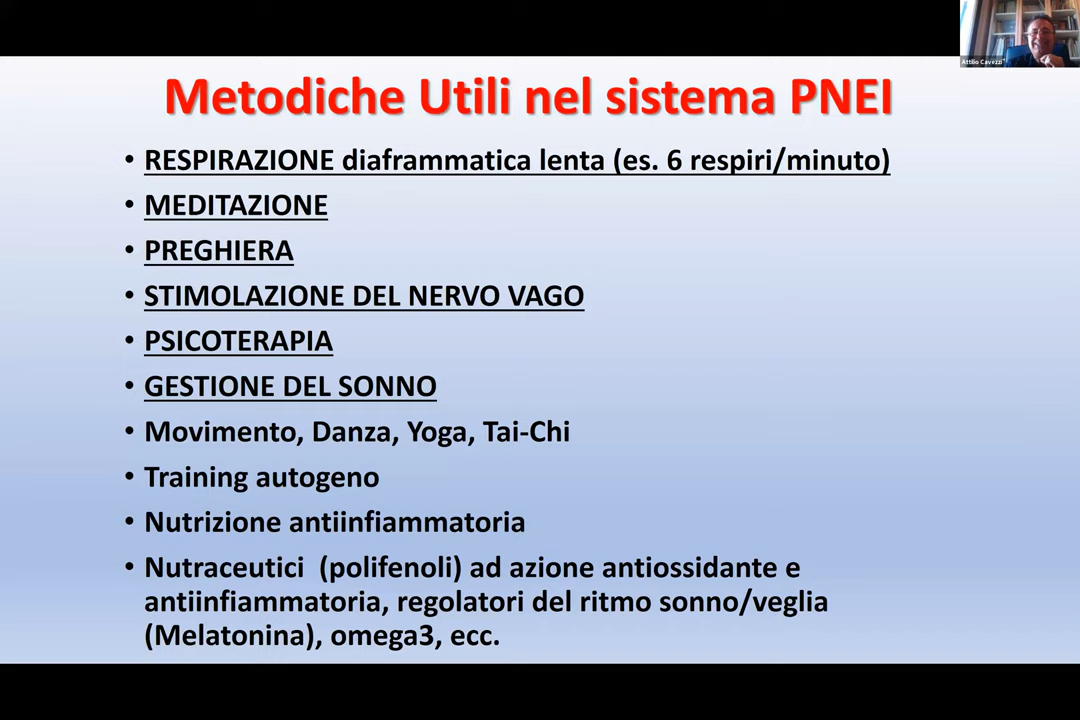 Attilio Cavezzi
Metodiche Utili nel sistema PNEI
• RESPIRAZIONE diaframmatica lenta (es. 6 respiri/minuto)
• MEDITAZIONE
• PREGHIERA
• STIMOLAZIONE DEL NERVO VAGO
• PSICOTERAPIA
• GESTIONE DEL SONNO
• Movimento, Danza, Yoga, Tai-Chi
• Training autogeno
• Nutrizione antiinfiammatoria
• Nutraceutici (polifenoli) ad azione antiossidante e
antiinfiammatoria, regolatori del ritmo sonno/veglia
(Melatonina), omega3, ecc.